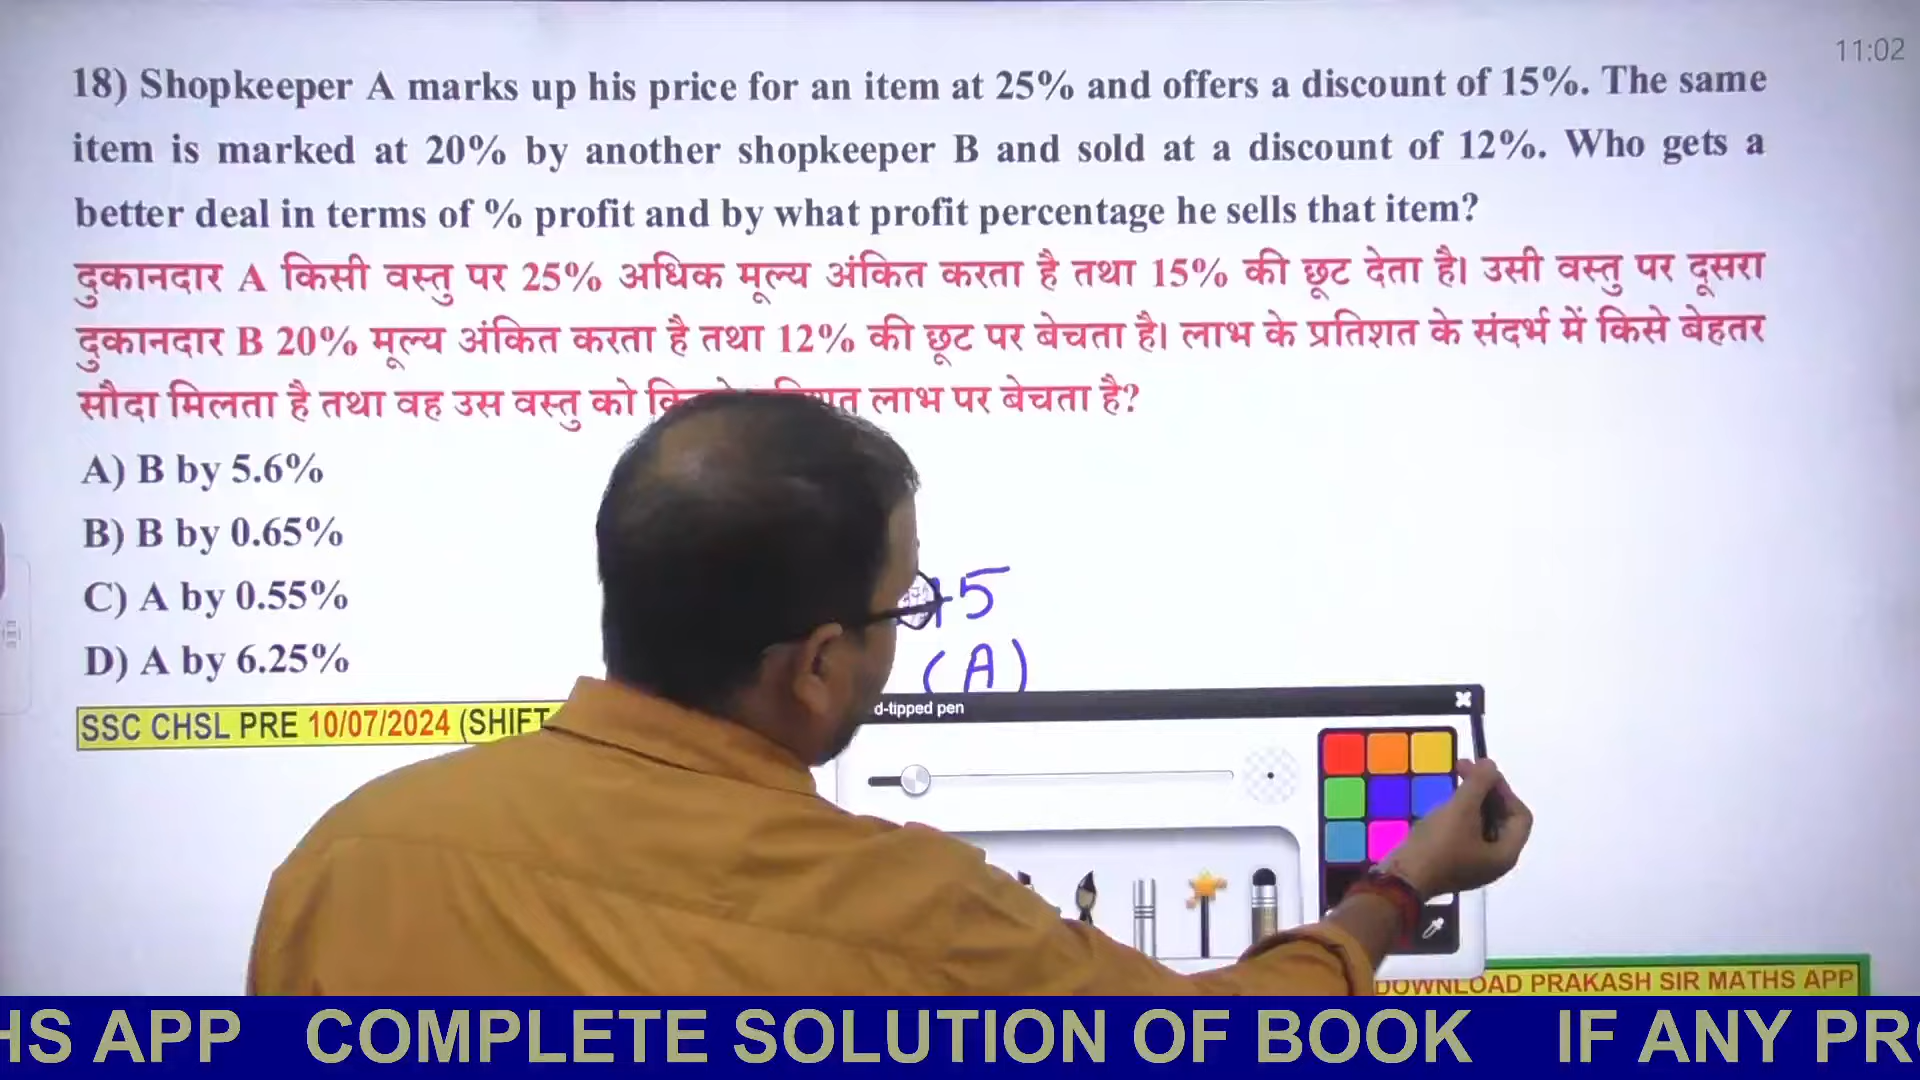 11:02
18) Shopkeeper A marks up his price for an item at 25% and offers a discount of 15%. The same
item is marked at 20% by another shopkeeper B and sold at a discount of 12%. Who gets a
better deal in terms of % profit and by what profit percentage he sells that item?
दुकानदार A किसी वस्तु पर 25% अधिक मूल्य अंकित करता है तथा 15% की छूट देता है। उसी वस्तु पर दूसरा
दुकानदार B 20% मूल्य अंकित करता है तथा 12% की छूट पर बेचता है। लाभ के प्रतिशत के संदर्भ में किसे बेहतर
सौदा मिलता है तथा वह उस वस्तु को लाभ पर बेचता है?
A) B by 5.6%
B) B by 0.65%
C) A by 0.55%
D) A by 6.25%
5
(A)
SSC CHSL PRE 10/07/2024 (SHIFT
d-tipped pen
DOWNLOAD PRAKASH SIR MATHS APP
HS APP COMPLETE SOLUTION OF BOOK IF ANY PR